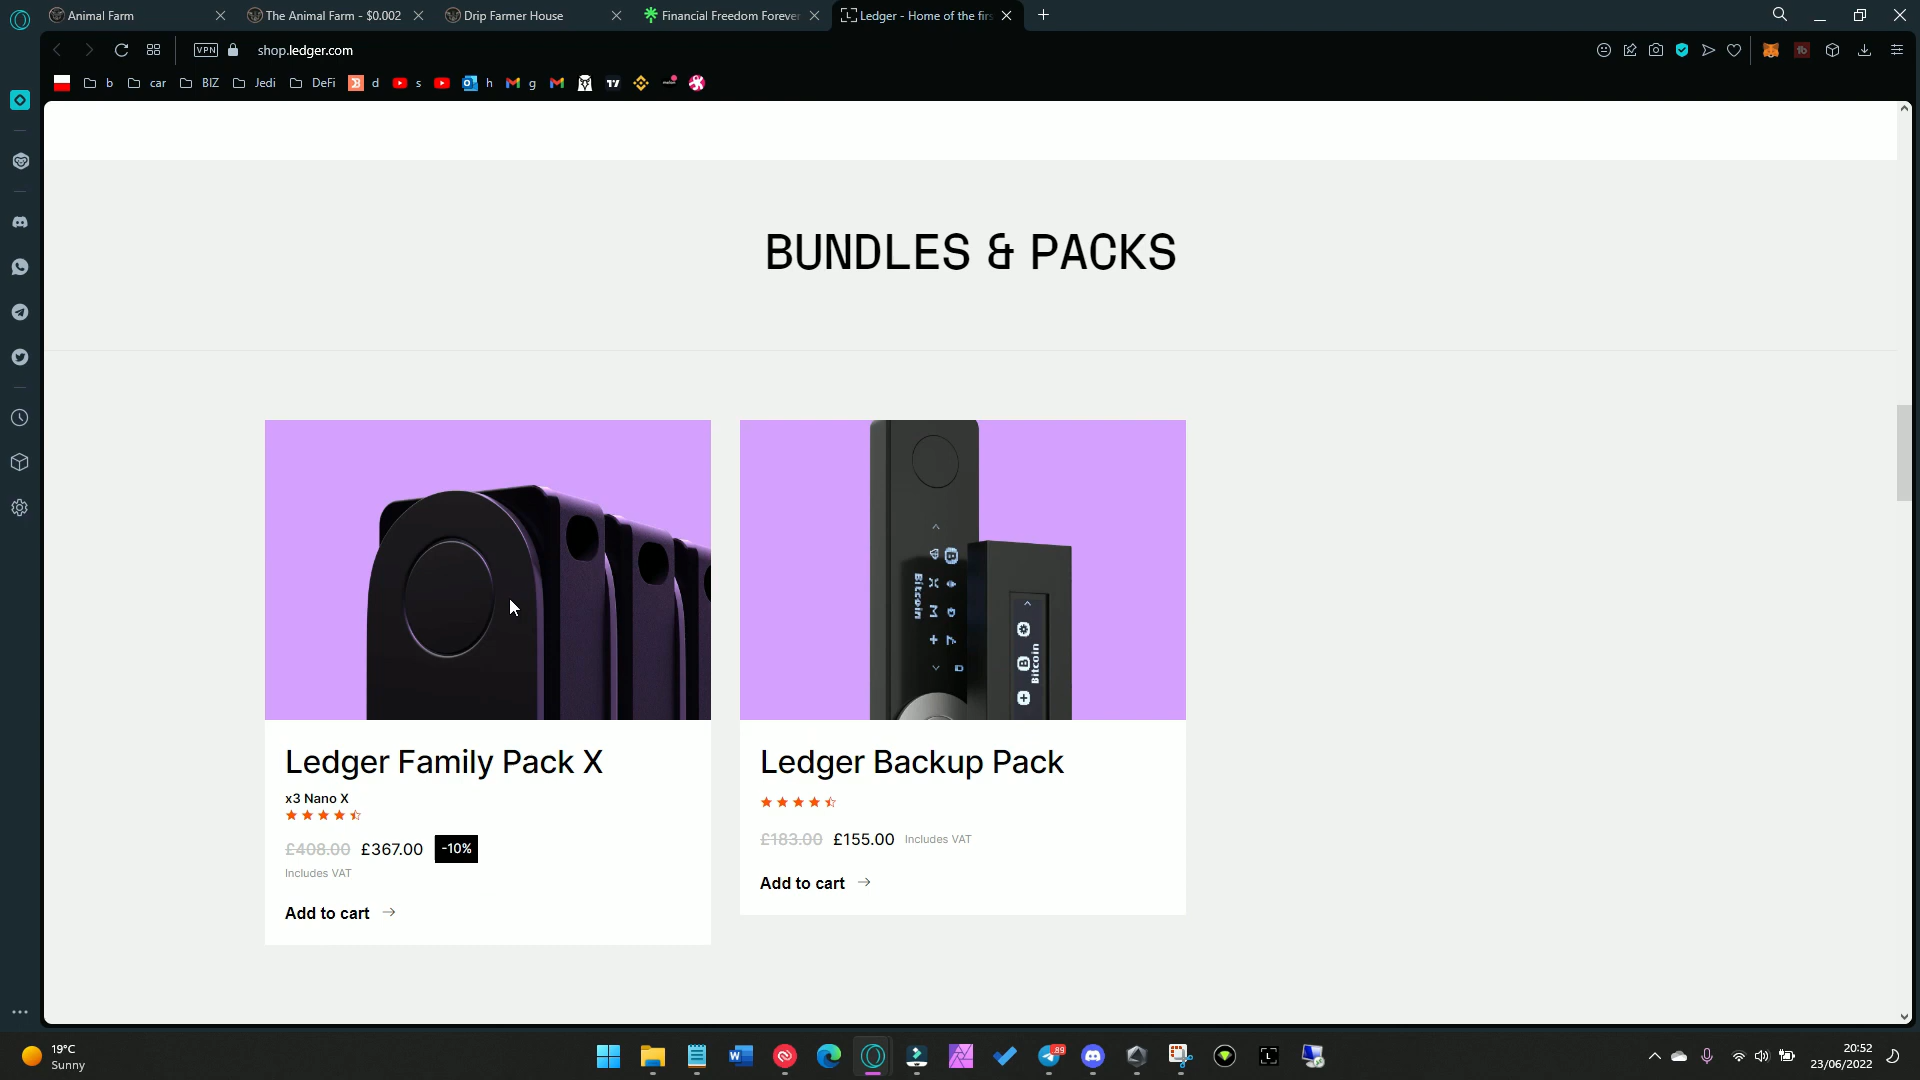 Animal Farm
The Animal Farm - $0.002
Drip Farmer House
Financial Freedom Forever
Ledger - Home of the firs
VPN
shop.ledger.com
b
car
BIZ
Jedi
DeFi
d
s
h
g
BUNDLES & PACKS
Bitcoin
Bitcoin
Ledger Family Pack X
x3 Nano X
£408.00 £367.00 -10%
Includes VAT
Add to cart →
Ledger Backup Pack
£183.00 £155.00 Includes VAT
Add to cart →
19°C
Sunny
89
20:52
23/06/2022